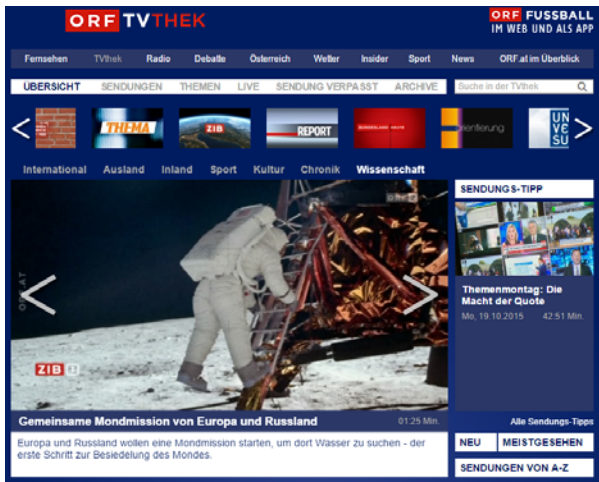 ORF TVTHEK
ORF FUSSBALL
IM WEB UND ALS APP
Fernsehen TVthek Radio Debatte Österreich Wetter Insider Sport News ORF.at im Überblick
ÜBERSICHT SENDUNGEN THEMEN LIVE SENDUNG VERPASST ARCHIVE Suche in der TVthek
THEMA ZIB REPORT BUNDESLAND HEUTE orientierung UN
VE
SU
International Ausland Inland Sport Kultur Chronik Wissenschaft
SENDUNGS-TIPP
ORF.AT
Themenmontag: Die
Macht der Quote
Mo, 19.10.2015 42:51 Min.
ZIB
Gemeinsame Mondmission von Europa und Russland 01:25 Min.
Alle Sendungs-Tipps
Europa und Russland wollen eine Mondmission starten, um dort Wasser zu suchen - der
erste Schritt zur Besiedelung des Mondes.
NEU MEISTGESEHEN
SENDUNGEN VON A-Z